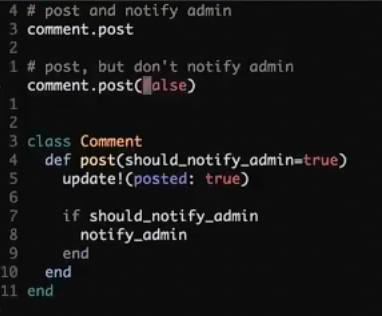 4 # post and notify admin
3 comment.post
2
1 # post, but don't notify admin
comment.post(false)
1
2
3 class Comment
4 def post(should_notify_admin=true)
5 update!(posted: true)
6
7 if should_notify_admin
8 notify_admin
9 end
10 end
11 end